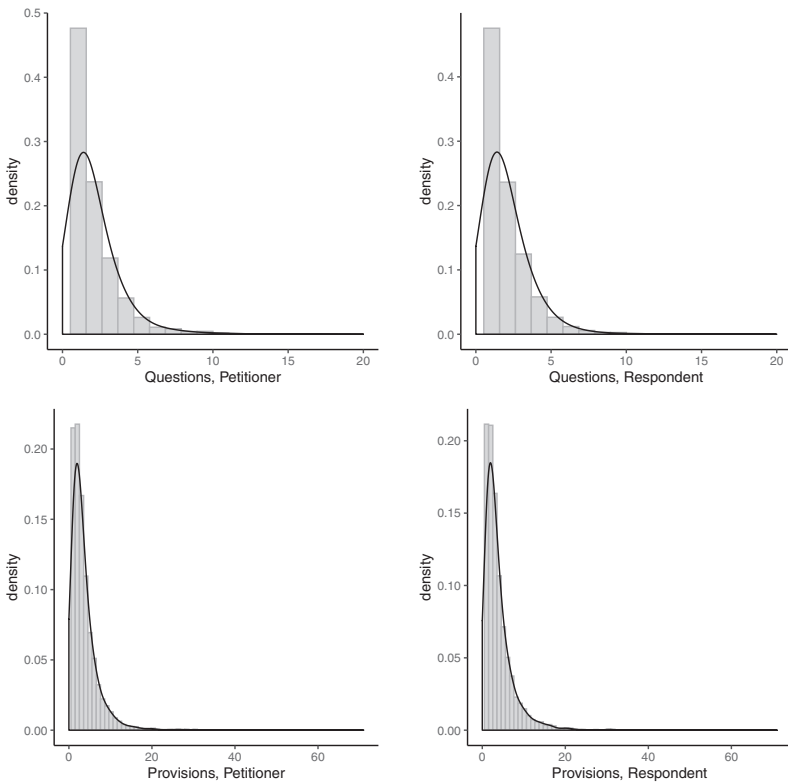 0.5
0.4
0.3
0.2
0.1
0.0
density
0 5 10 15 20
Questions, Petitioner
0.4
0.3
0.2
0.1
0.0
density
0 5 10 15 20
Questions, Respondent
0.20
0.15
0.10
0.05
0.00
density
0 20 40 60
Provisions, Petitioner
0.20
0.15
0.10
0.05
0.00
density
0 20 40 60
Provisions, Respondent